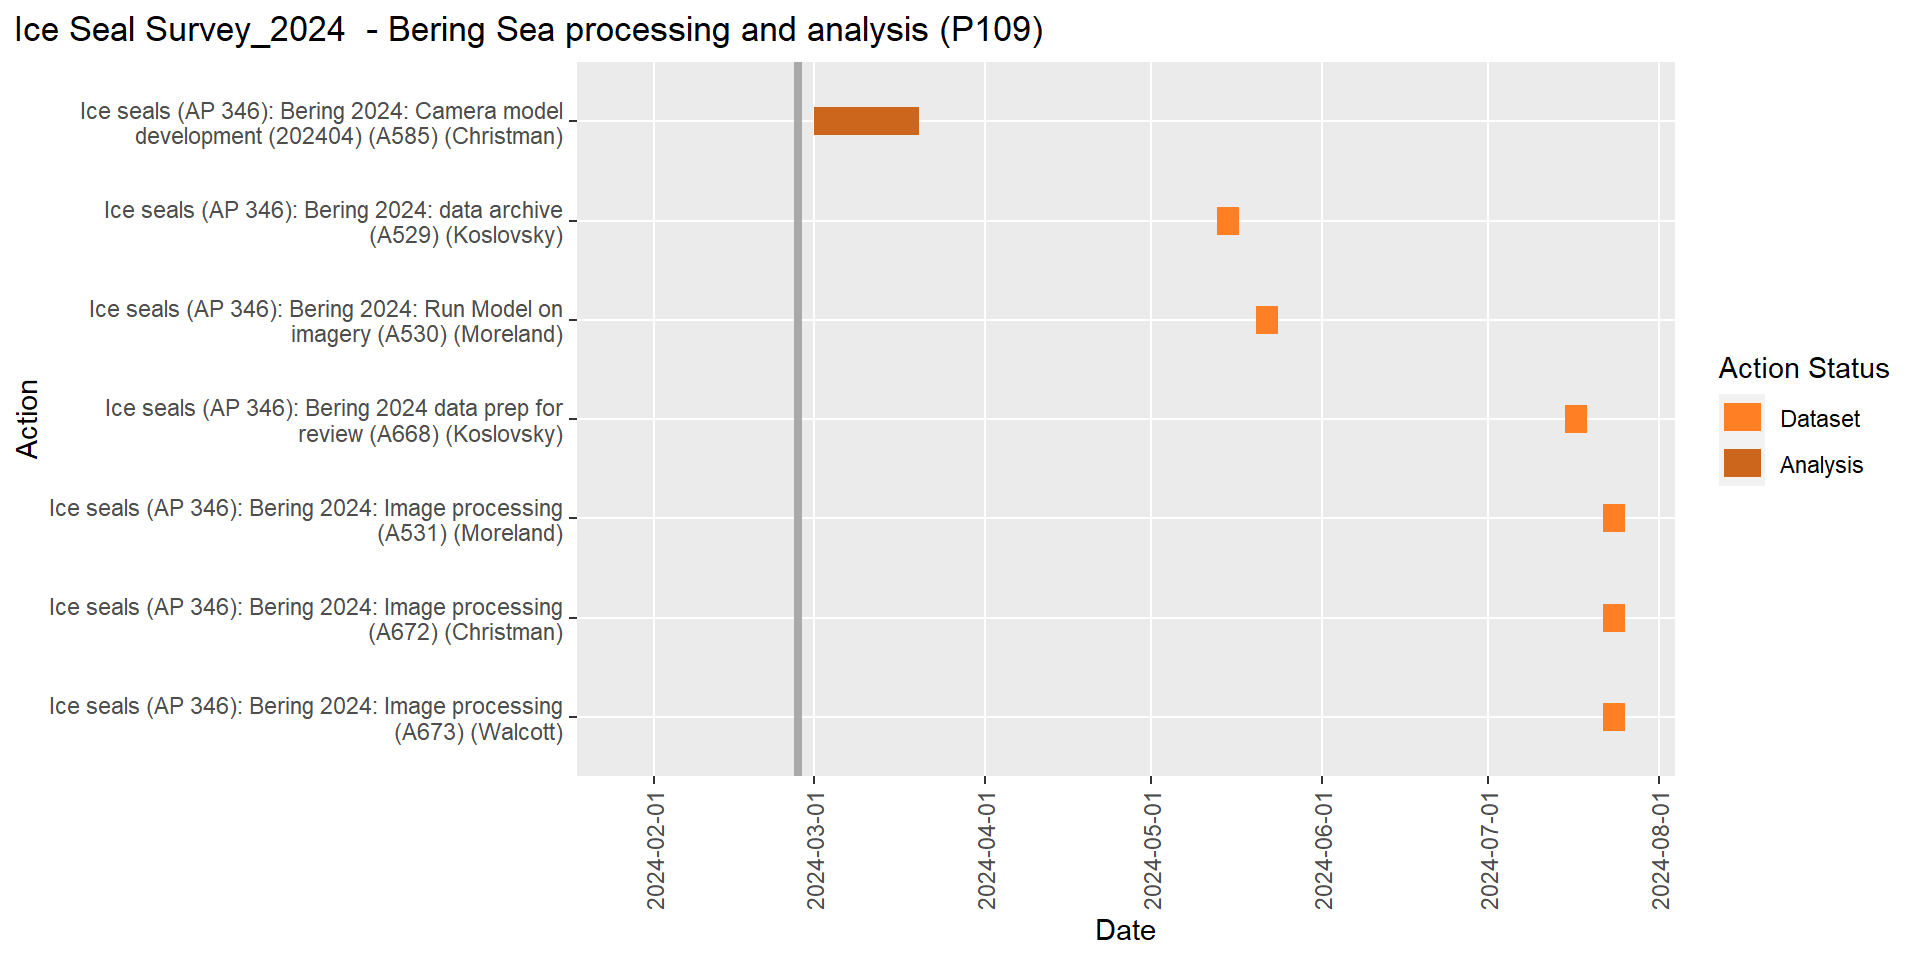 Ice Seal Survey_2024  - Bering Sea processing and analysis (P109)
Action
Ice seals (AP 346): Bering 2024: Camera model
development (202404) (A585) (Christman)
Ice seals (AP 346): Bering 2024: data archive
(A529) (Koslovsky)
Ice seals (AP 346): Bering 2024: Run Model on
imagery (A530) (Moreland)
Ice seals (AP 346): Bering 2024 data prep for
review (A668) (Koslovsky)
Ice seals (AP 346): Bering 2024: Image processing
(A531) (Moreland)
Ice seals (AP 346): Bering 2024: Image processing
(A672) (Christman)
Ice seals (AP 346): Bering 2024: Image processing
(A673) (Walcott)
2024-02-01
2024-03-01
2024-04-01
2024-05-01
2024-06-01
2024-07-01
2024-08-01
Date
Action Status
Dataset
Analysis